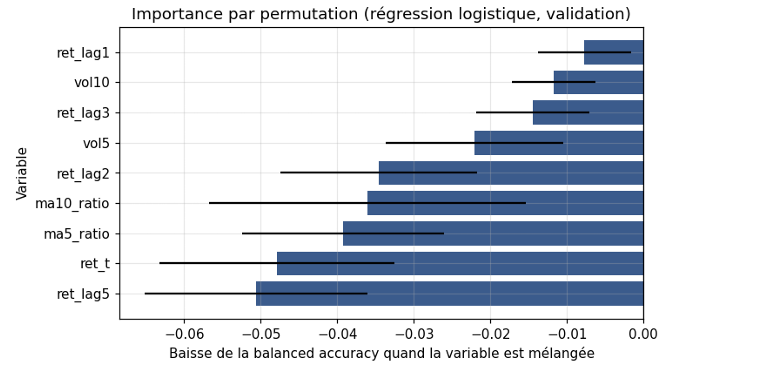 Importance par permutation (régression logistique, validation)
Variable
ret_lag1
vol10
ret_lag3
vol5
ret_lag2
ma10_ratio
ma5_ratio
ret_t
ret_lag5
−0.06 −0.05 −0.04 −0.03 −0.02 −0.01 0.00
Baisse de la balanced accuracy quand la variable est mélangée